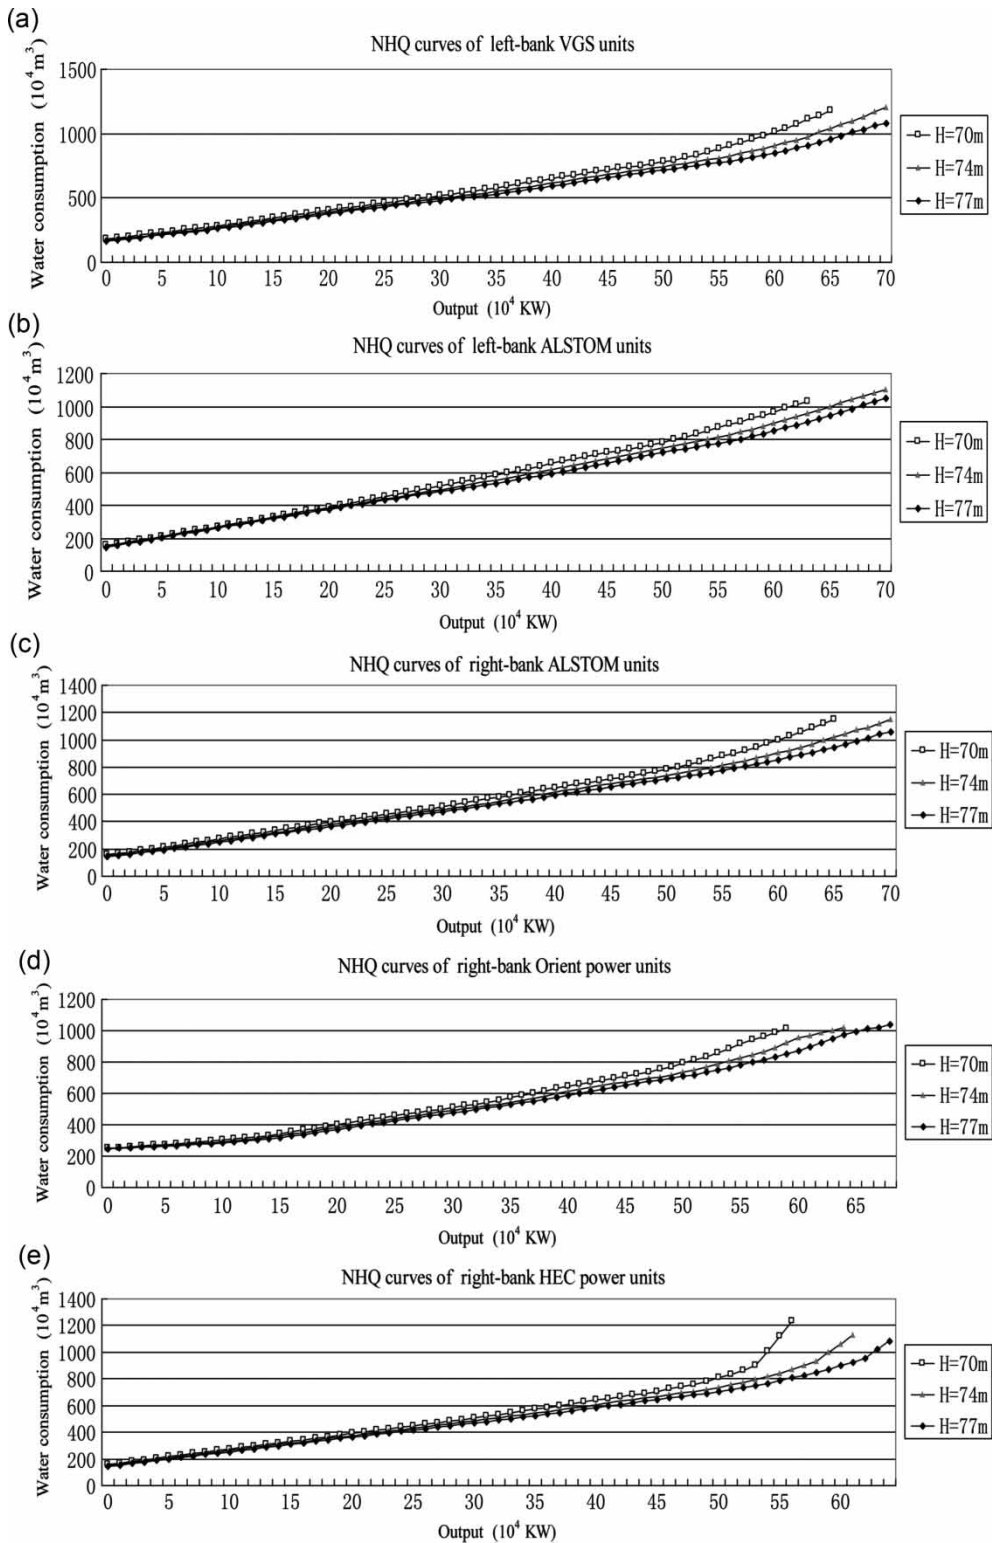 (a)
NHQ curves of left-bank VGS units
Water consumption (10⁴m³)
1500
1000
500
0
0 5 10 15 20 25 30 35 40 45 50 55 60 65 70
Output (10⁴ KW)
H=70m
H=74m
H=77m
(b)
NHQ curves of left-bank ALSTOM units
Water consumption (10⁴m³)
1200
1000
800
600
400
200
0
0 5 10 15 20 25 30 35 40 45 50 55 60 65 70
Output (10⁴ KW)
H=70m
H=74m
H=77m
(c)
NHQ curves of right-bank ALSTOM units
Water consumption (10⁴m³)
1400
1200
1000
800
600
400
200
0
0 5 10 15 20 25 30 35 40 45 50 55 60 65 70
Output (10⁴ KW)
H=70m
H=74m
H=77m
(d)
NHQ curves of right-bank Orient power units
Water consumption (10⁴m³)
1200
1000
800
600
400
200
0
0 5 10 15 20 25 30 35 40 45 50 55 60 65
Output (10⁴ KW)
H=70m
H=74m
H=77m
(e)
NHQ curves of right-bank HEC power units
Water consumption (10⁴m³)
1400
1200
1000
800
600
400
200
0
0 5 10 15 20 25 30 35 40 45 50 55 60
Output (10⁴ KW)
H=70m
H=74m
H=77m